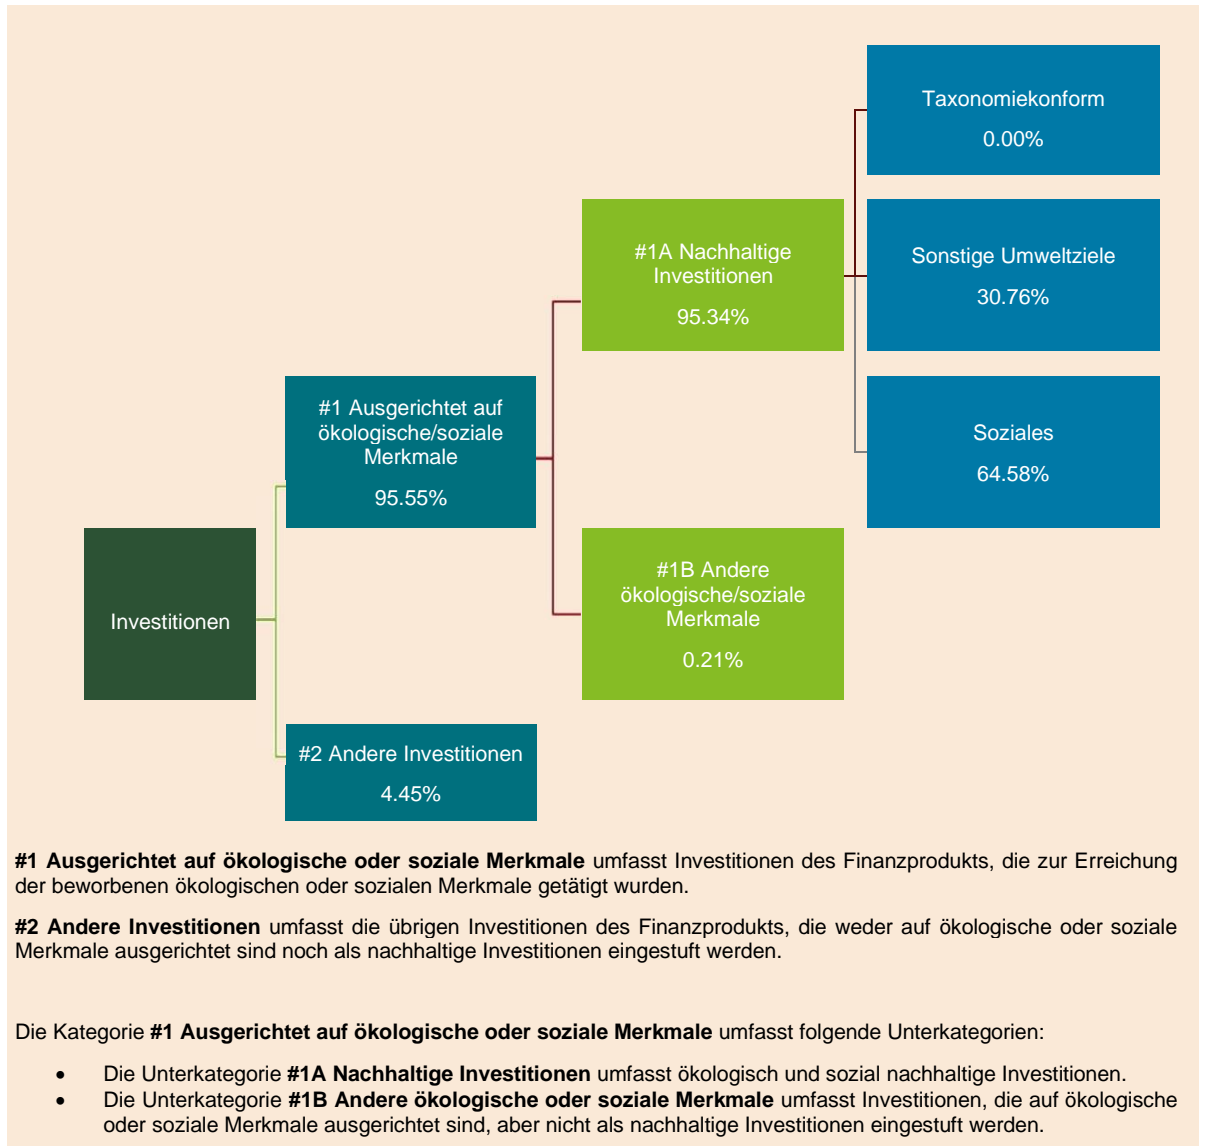 Taxonomiekonform
0.00%
#1A Nachhaltige
Investitionen
95.34%
Sonstige Umweltziele
30.76%
#1 Ausgerichtet auf
ökologische/soziale
Merkmale
95.55%
Soziales
64.58%
Investitionen
#1B Andere
ökologische/soziale
Merkmale
0.21%
#2 Andere Investitionen
4.45%
#1 Ausgerichtet auf ökologische oder soziale Merkmale umfasst Investitionen des Finanzprodukts, die zur Erreichung
der beworbenen ökologischen oder sozialen Merkmale getätigt wurden.
#2 Andere Investitionen umfasst die übrigen Investitionen des Finanzprodukts, die weder auf ökologische oder soziale
Merkmale ausgerichtet sind noch als nachhaltige Investitionen eingestuft werden.
Die Kategorie #1 Ausgerichtet auf ökologische oder soziale Merkmale umfasst folgende Unterkategorien:
• Die Unterkategorie #1A Nachhaltige Investitionen umfasst ökologisch und sozial nachhaltige Investitionen.
• Die Unterkategorie #1B Andere ökologische oder soziale Merkmale umfasst Investitionen, die auf ökologische
oder soziale Merkmale ausgerichtet sind, aber nicht als nachhaltige Investitionen eingestuft werden.